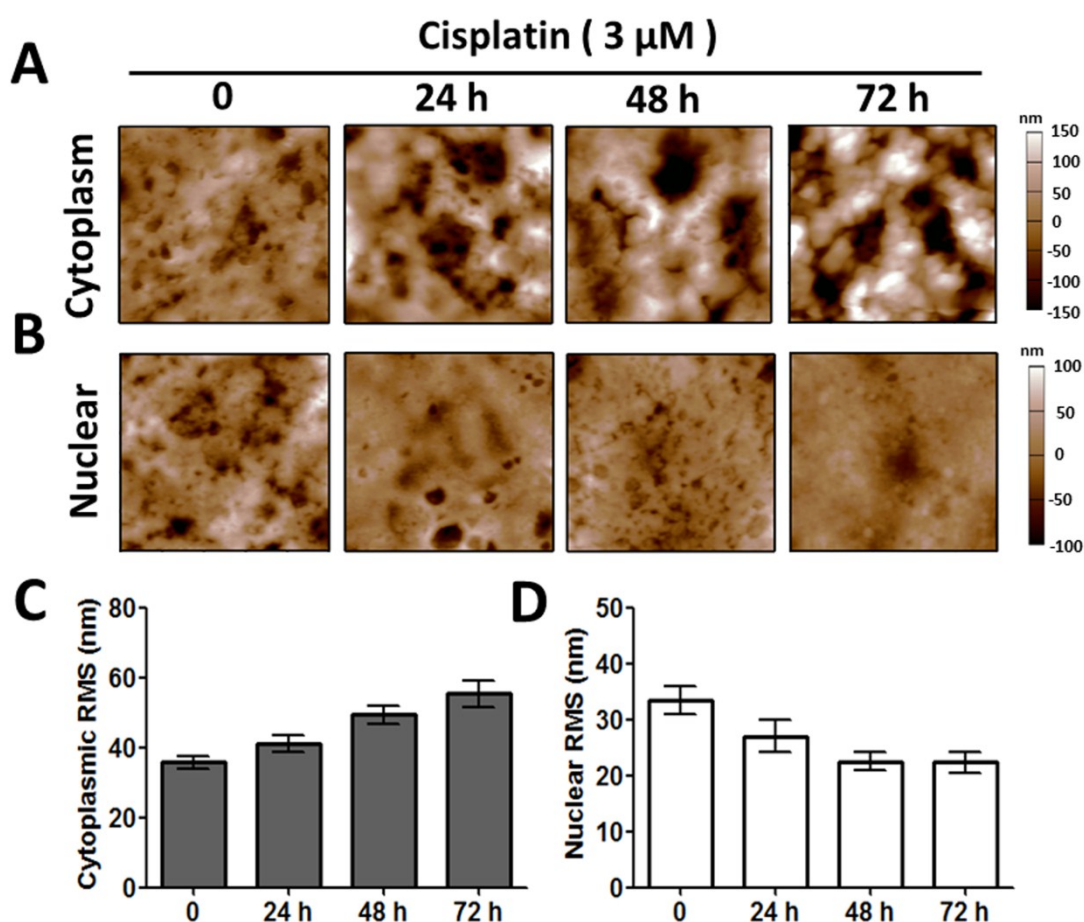 Cisplatin ( 3 μM )
A
0 24 h 48 h 72 h
Cytoplasm
nm
150
100
50
0
-50
-100
-150
B
Nuclear
nm
100
50
0
-50
-100
C
Cytoplasmic RMS (nm)
80
60
40
20
0
0 24 h 48 h 72 h
D
Nuclear RMS (nm)
50
40
30
20
10
0
0 24 h 48 h 72 h